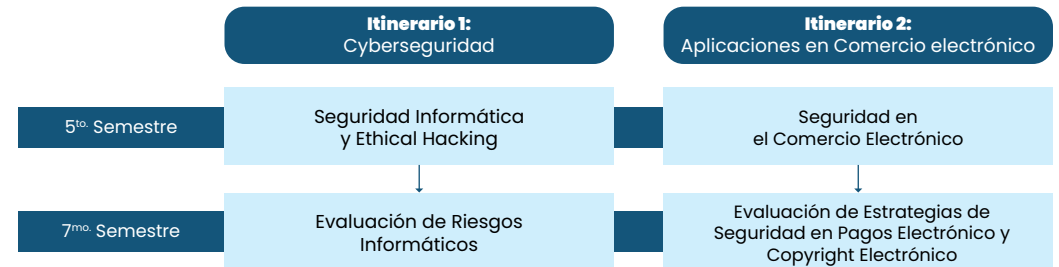 Itinerario 1:
Cyberseguridad
Itinerario 2:
Aplicaciones en Comercio electrónico
5to. Semestre
Seguridad Informática
y Ethical Hacking
Seguridad en
el Comercio Electrónico
7mo. Semestre
Evaluación de Riesgos
Informáticos
Evaluación de Estrategias de
Seguridad en Pagos Electrónico y
Copyright Electrónico